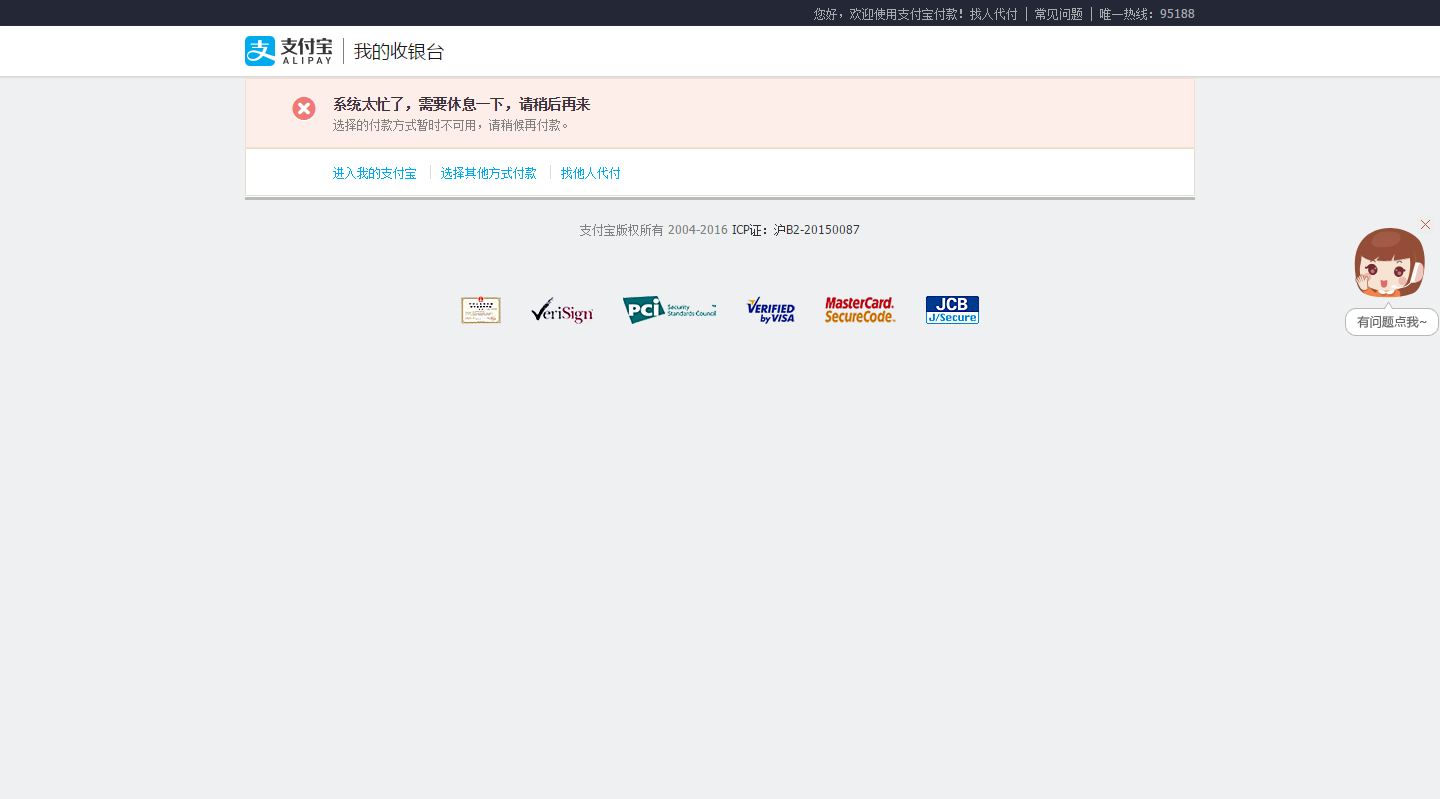 您好，欢迎使用支付宝付款！找人代付 | 常见问题 | 唯一热线：95188
支 支付宝 ALIPAY | 我的收银台
系统太忙了，需要休息一下，请稍后再来
选择的付款方式暂时不可用，请稍候再付款。
进入我的支付宝 | 选择其他方式付款 | 找他人代付
支付宝版权所有 2004-2016 ICP证：沪B2-20150087
VeriSign
PCi Security Standards Council
VERIFIED by VISA
MasterCard. SecureCode.
JCB J/Secure
有问题点我~